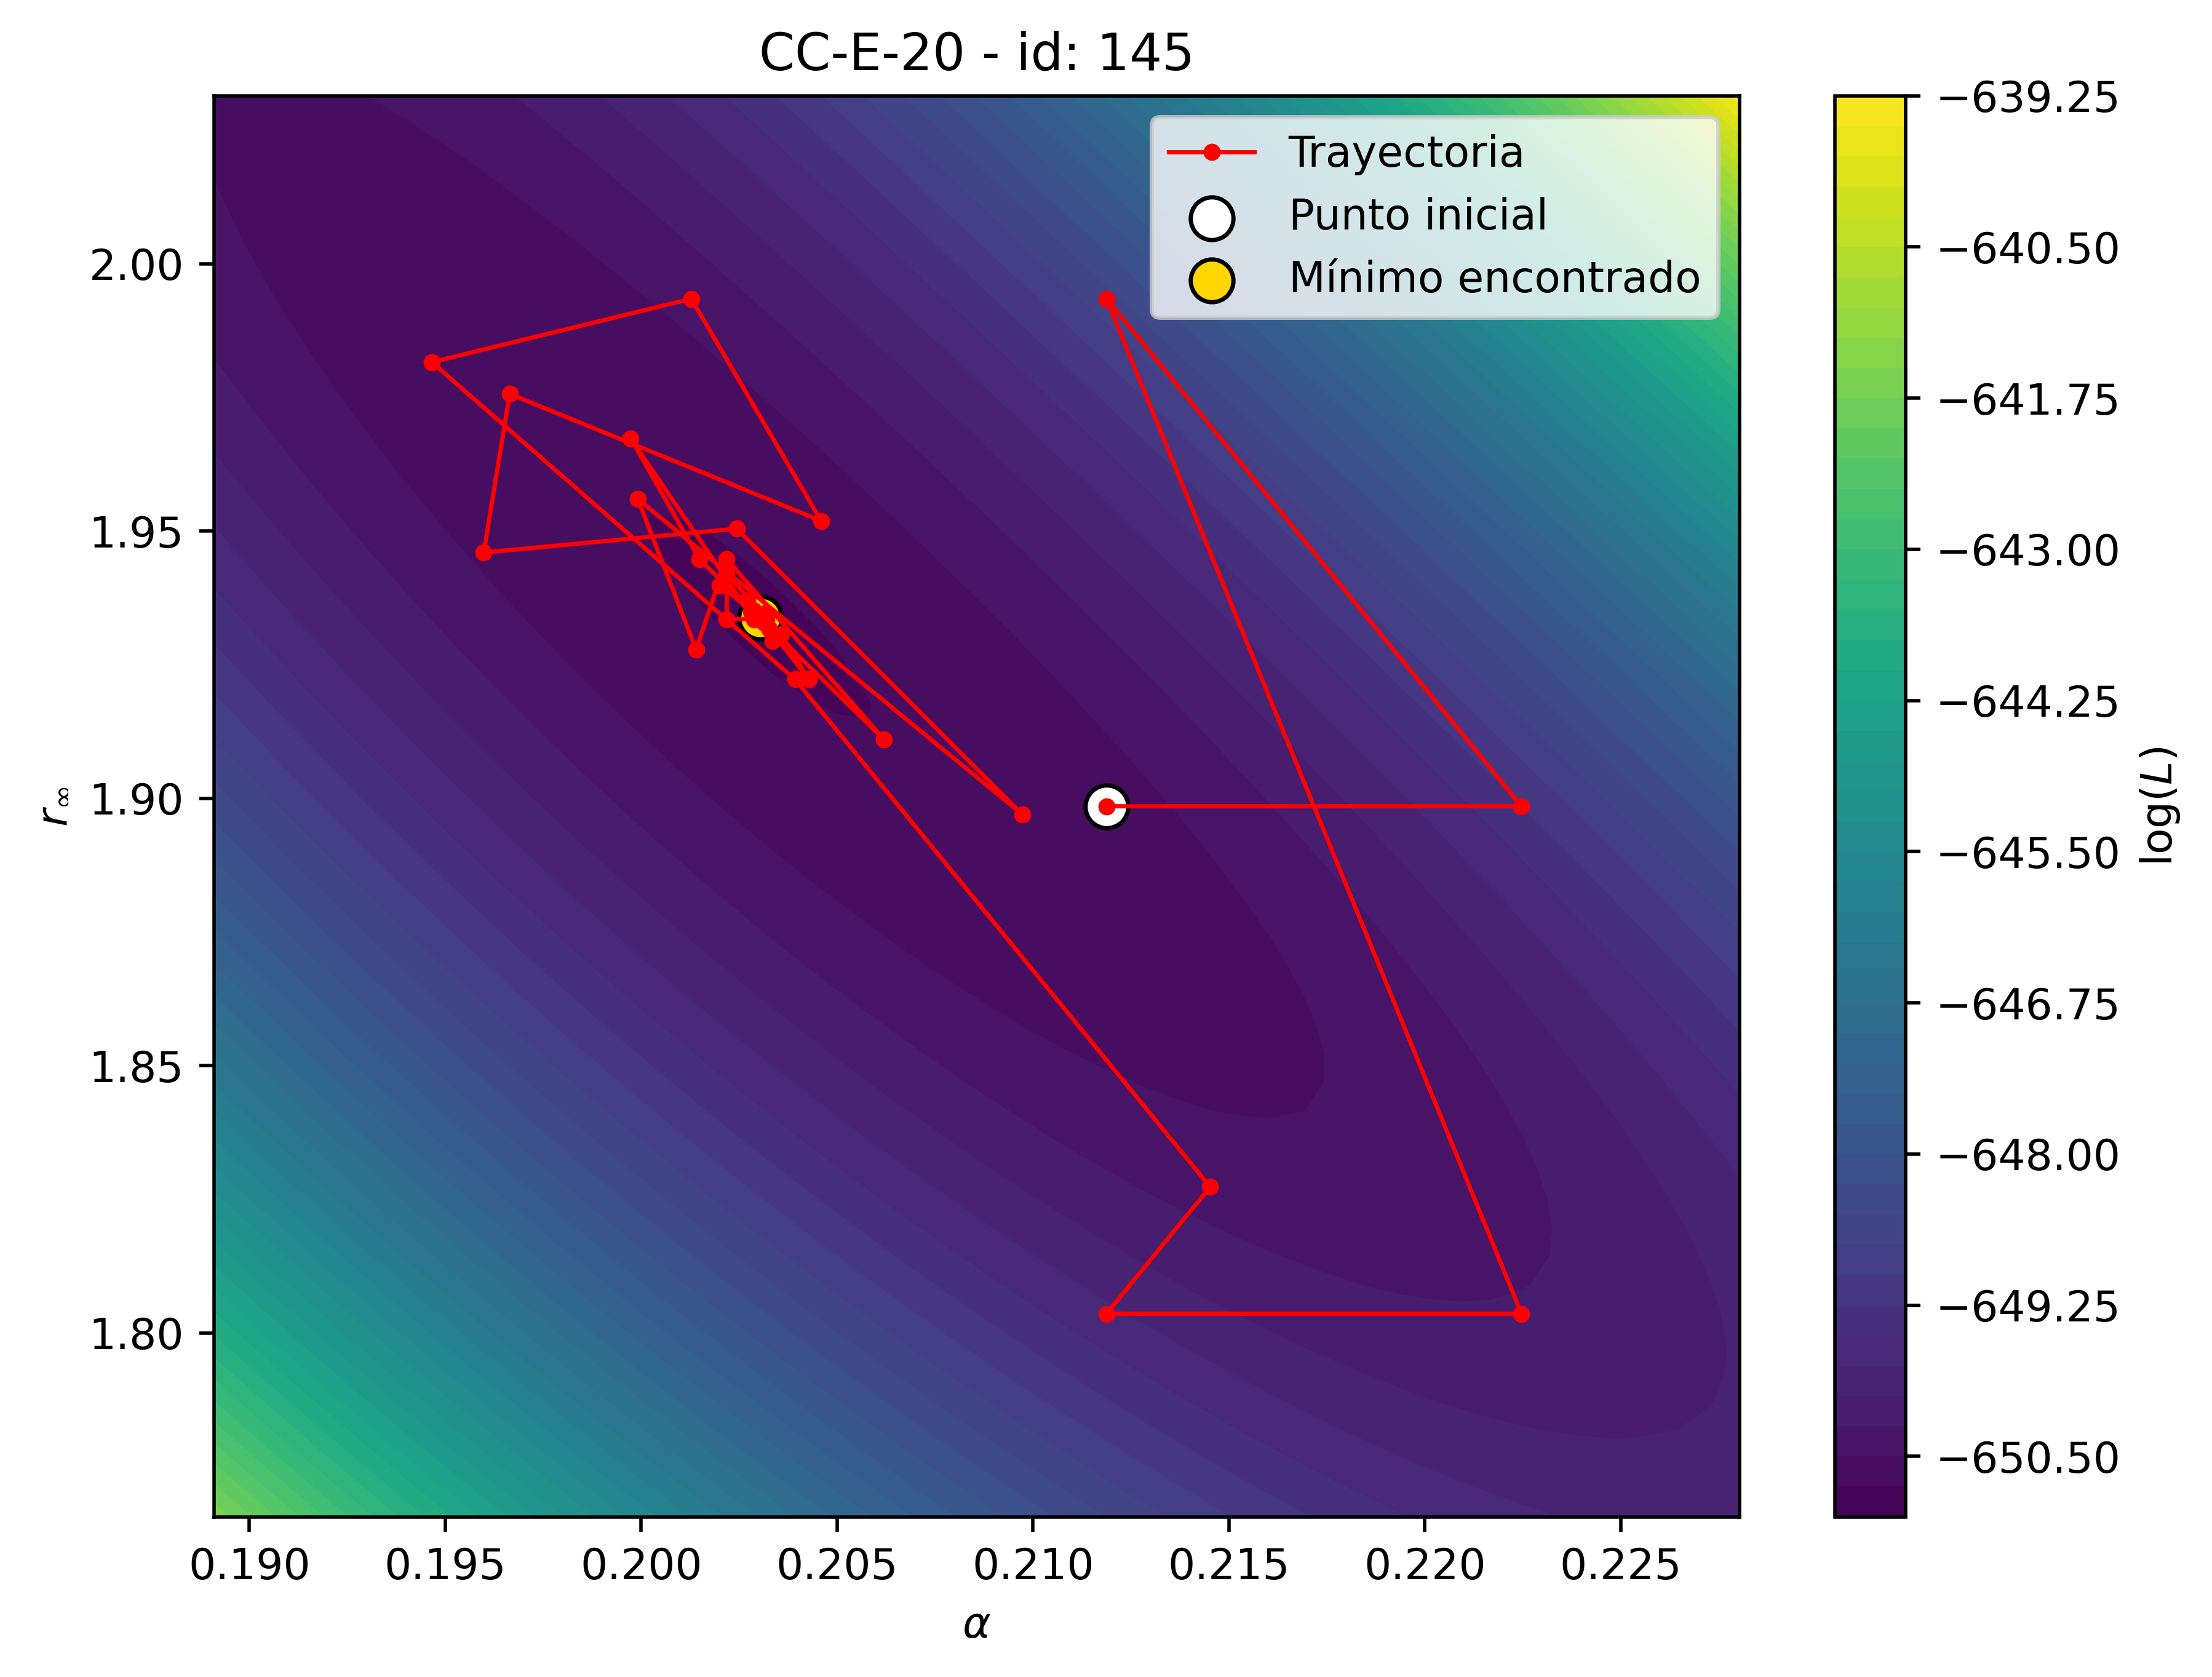 CC-E-20 - id: 145
Trayectoria
Punto inicial
Mínimo encontrado
2.00
1.95
1.90
1.85
1.80
r∞
0.190 0.195 0.200 0.205 0.210 0.215 0.220 0.225
α
−639.25
−640.50
−641.75
−643.00
−644.25
−645.50
−646.75
−648.00
−649.25
−650.50
log(L)